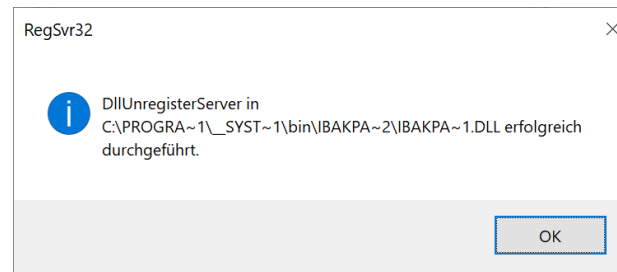 RegSvr32
DllUnregisterServer in
C:\PROGRA~1\__SYST~1\bin\IBAKPA~2\IBAKPA~1.DLL erfolgreich
durchgeführt.
OK